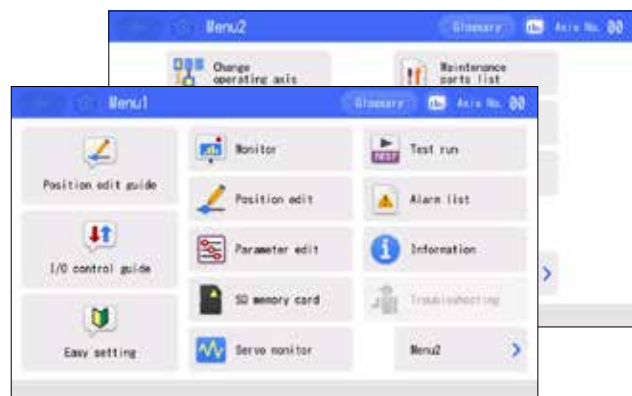 Menu2
Glossary
Axis No. 00
Change
operating axis
Maintenance
parts list
Menu1
Glossary
Axis No. 00
Position edit guide
I/O control guide
Easy setting
Monitor
Position edit
Parameter edit
SD memory card
Servo monitor
TEST
Test run
Alarm list
Information
Troubleshooting
Menu2